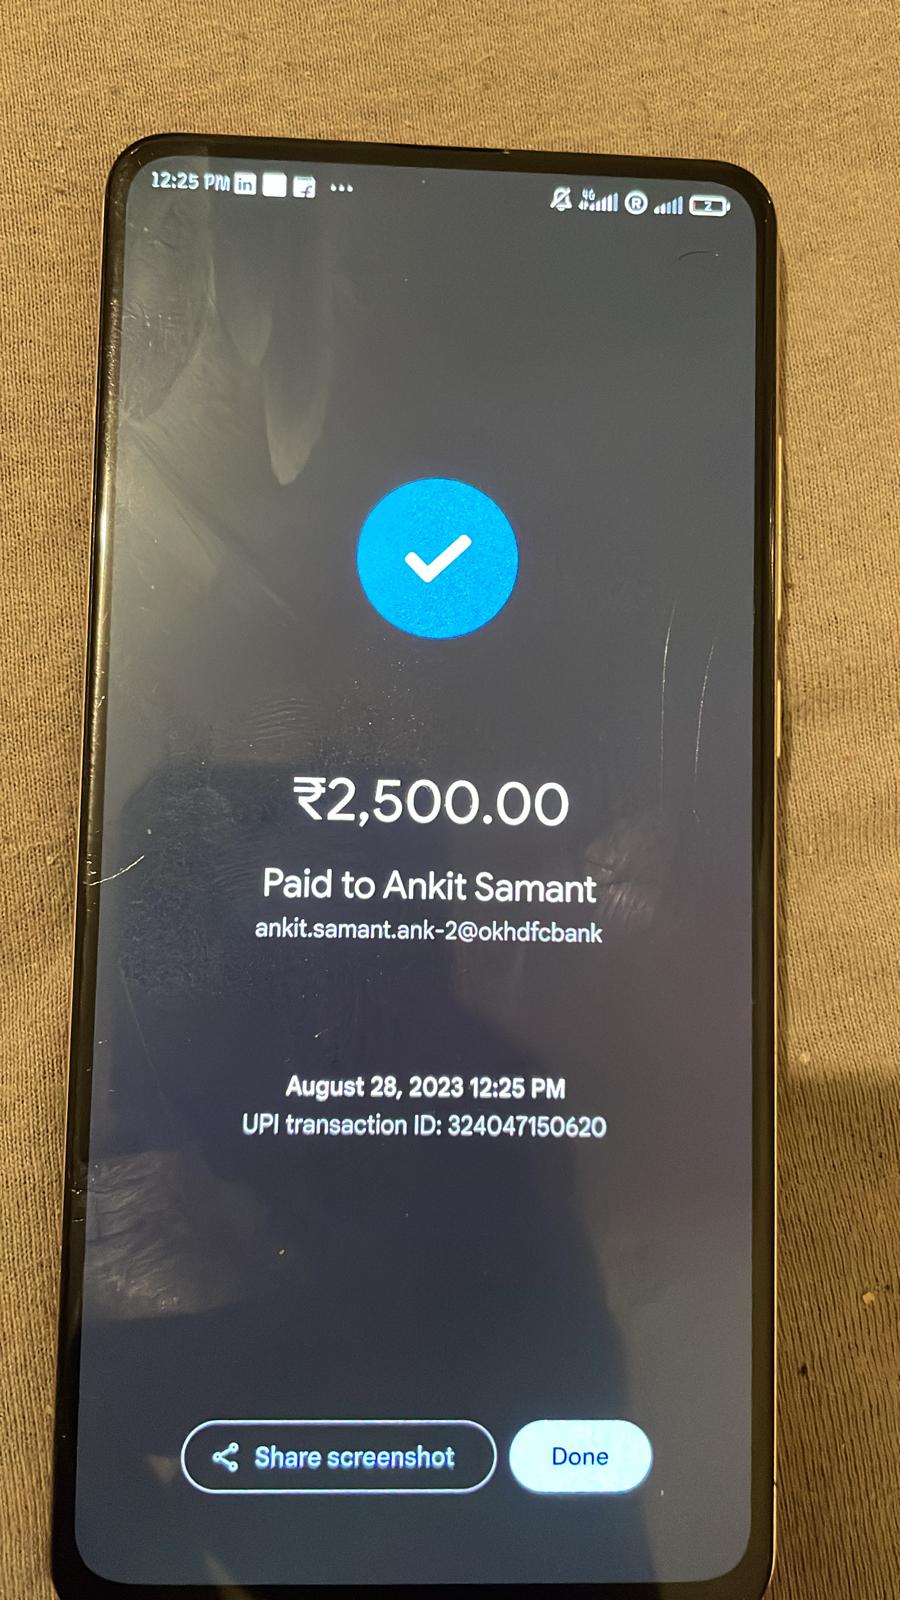 12:25 PM in ... 4G R 2
₹2,500.00
Paid to Ankit Samant
ankit.samant.ank-2@okhdfcbank
August 28, 2023 12:25 PM
UPI transaction ID: 324047150620
Share screenshot Done